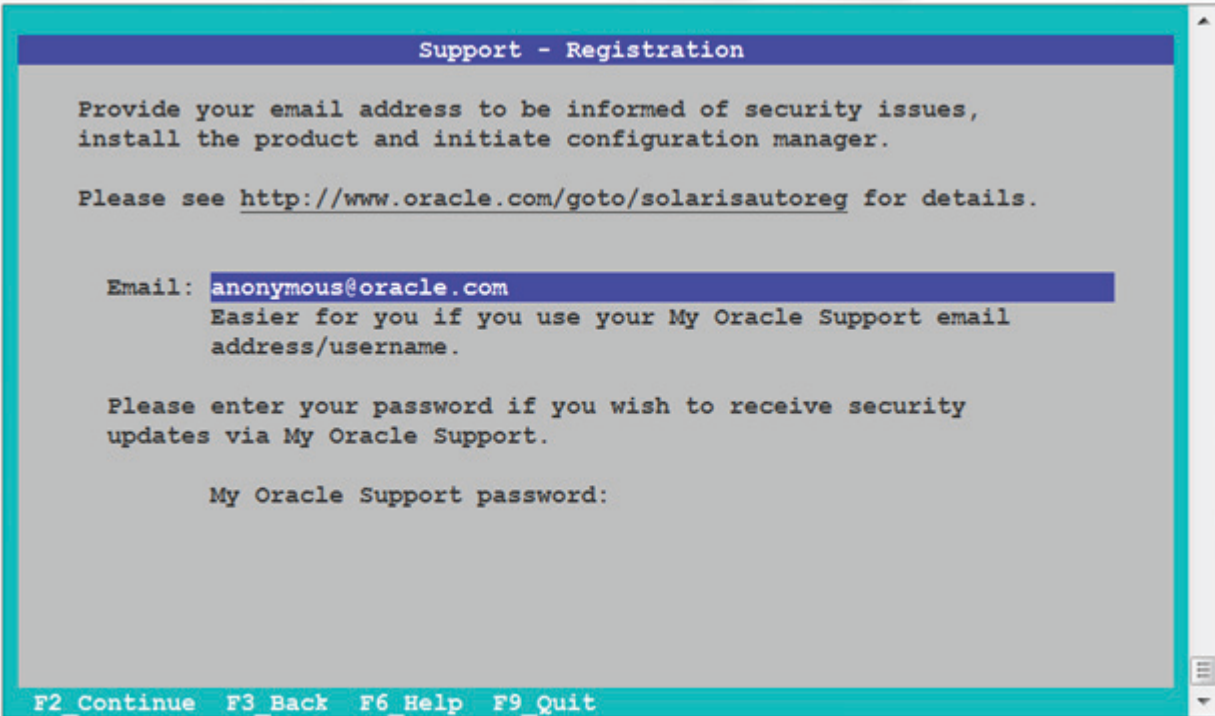 Support - Registration
Provide your email address to be informed of security issues,
install the product and initiate configuration manager.
Please see http://www.oracle.com/goto/solarisautoreg for details.
Email: anonymous@oracle.com
Easier for you if you use your My Oracle Support email
address/username.
Please enter your password if you wish to receive security
updates via My Oracle Support.
My Oracle Support password:
F2_Continue F3_Back F6_Help F9_Quit